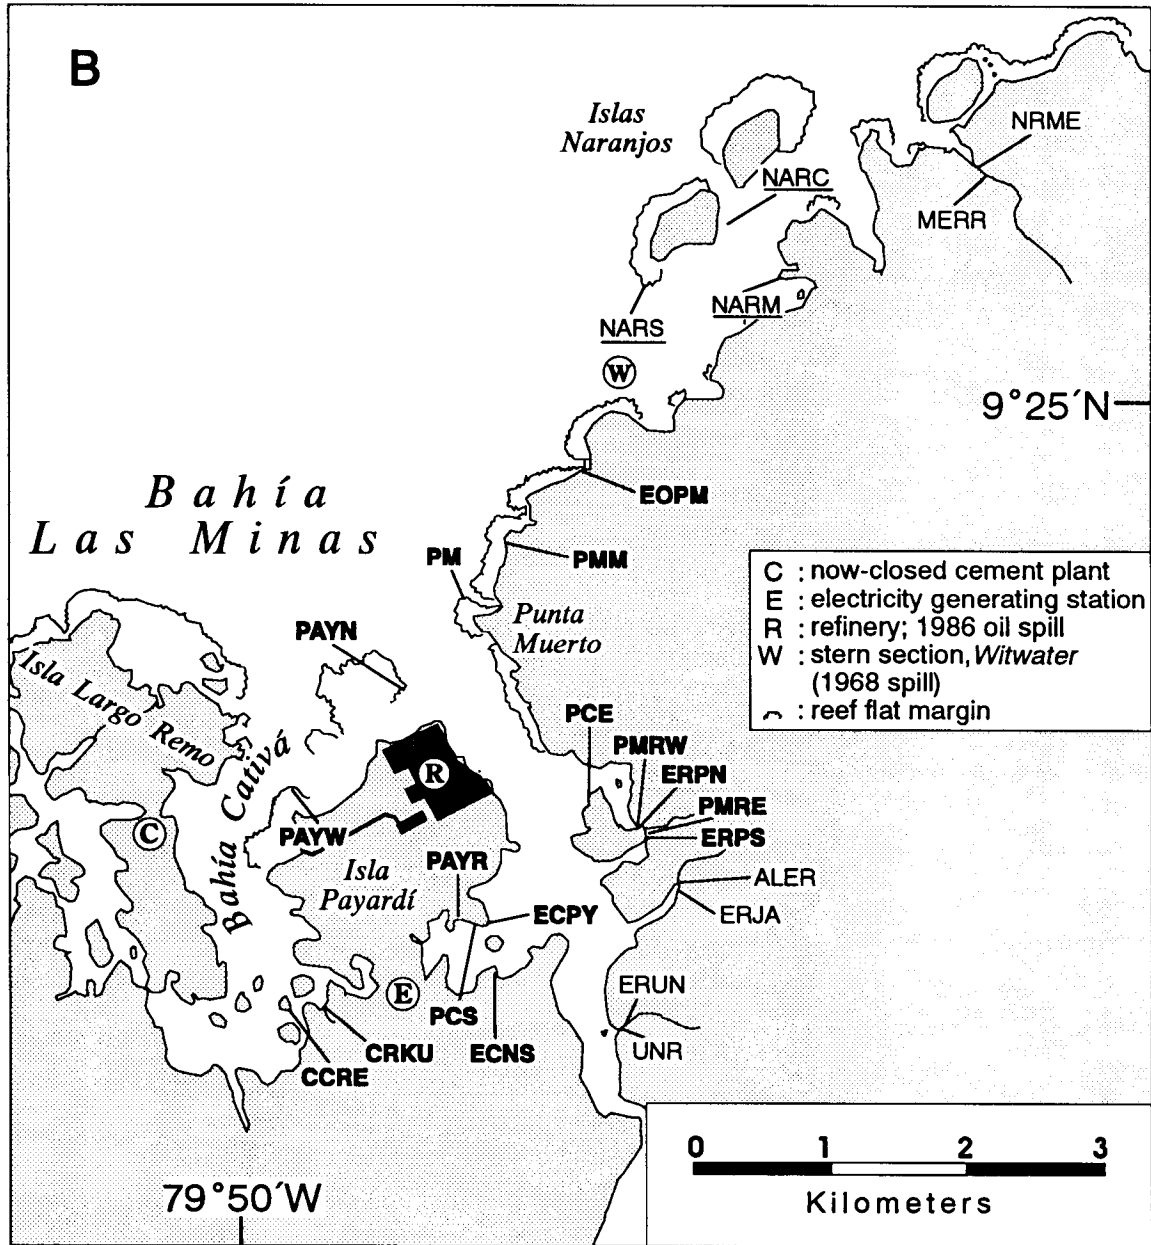 B
Islas
Naranjos
NRME
NARC
MERR
NARM
NARS
W
9°25´N
Bahía
Las Minas
EOPM
PM
PMM
C : now-closed cement plant
E : electricity generating station
R : refinery; 1986 oil spill
W : stern section, Witwater
(1968 spill)
: reef flat margin
PAYN
Punta
Muerto
Isla Largo Remo
PCE
Bahía Cativá
PMRW
ERPN
R
PMRE
C
PAYW
ERPS
PAYR
Isla
Payardí
ALER
ERJA
ECPY
E
ERUN
PCS
CRKU
ECNS
UNR
CCRE
0 1 2 3
Kilometers
79°50´W